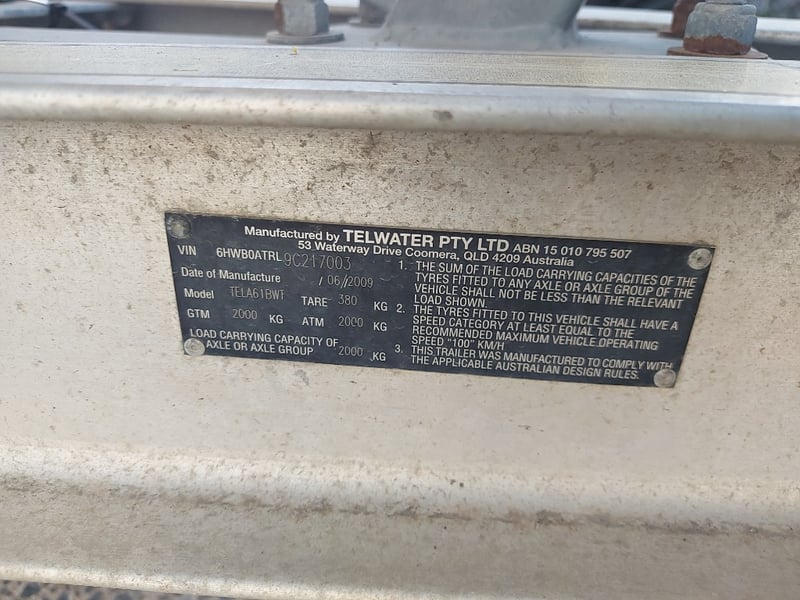 Manufactured by TELWATER PTY LTD ABN 15 010 795 507
53 Waterway Drive Coomera, QLD 4209 Australia
VIN 6HWB0ATRL9C217003
Date of Manufacture / 06 / 2009
Model TELA61BWT TARE 380 KG
GTM 2000 KG ATM 2000 KG
LOAD CARRYING CAPACITY OF
AXLE OR AXLE GROUP 2000 KG
1. THE SUM OF THE LOAD CARRYING CAPACITIES OF THE
TYRES FITTED TO ANY AXLE OR AXLE GROUP OF THE
VEHICLE SHALL NOT BE LESS THAN THE RELEVANT
LOAD SHOWN.
2. THE TYRES FITTED TO THIS VEHICLE SHALL HAVE A
SPEED CATEGORY AT LEAST EQUAL TO THE
RECOMMENDED MAXIMUM VEHICLE OPERATING
SPEED "100" KM/H
3. THIS TRAILER WAS MANUFACTURED TO COMPLY WITH
THE APPLICABLE AUSTRALIAN DESIGN RULES.